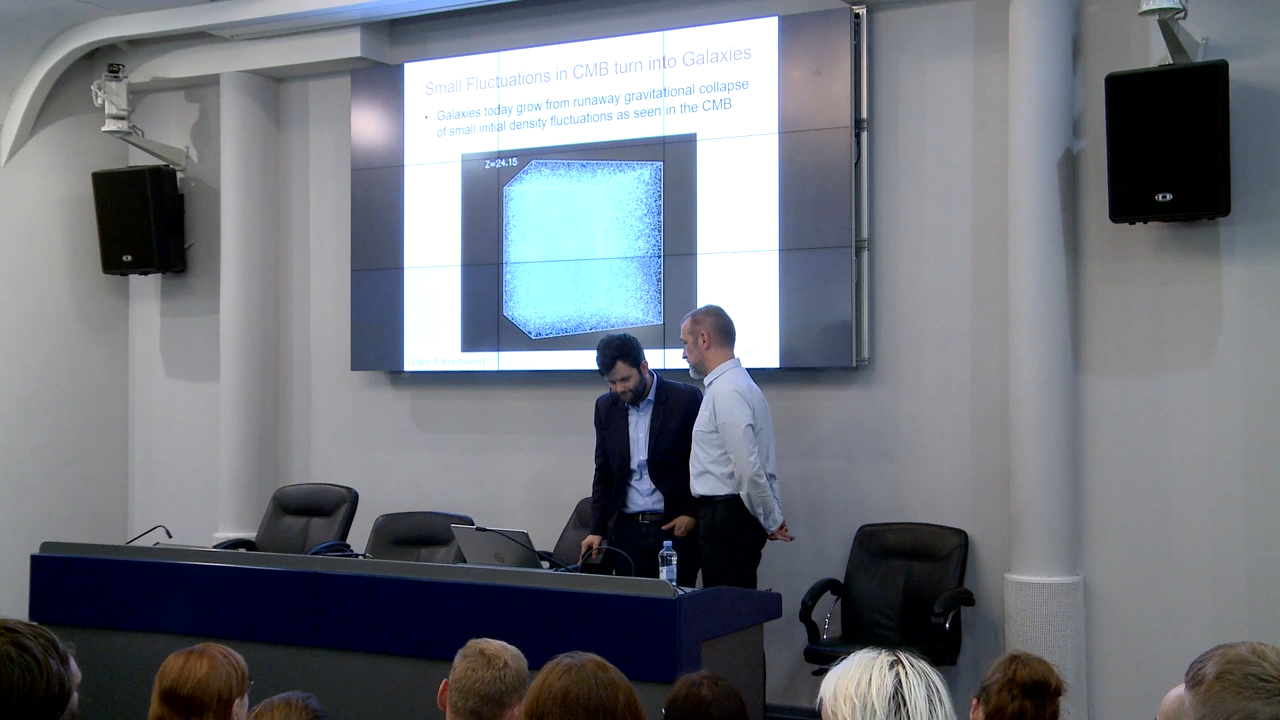 Small Fluctuations in CMB turn into Galaxies
• Galaxies today grow from runaway gravitational collapse
of small initial density fluctuations as seen in the CMB
Z=24.15